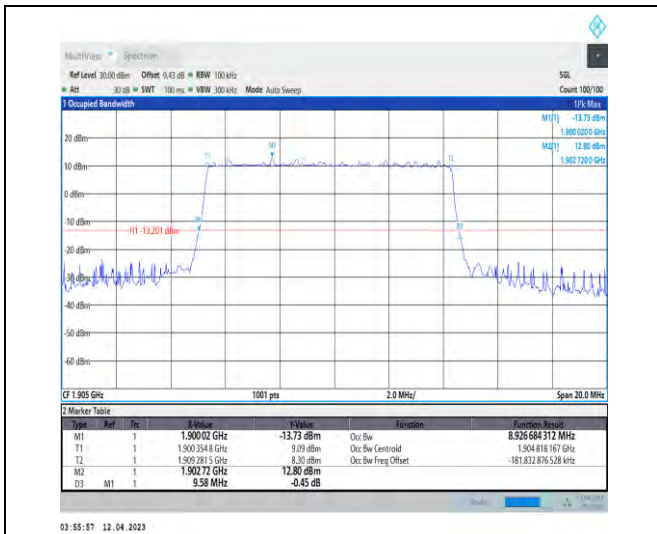 MultiView Spectrum
Ref Level 30.00 dBm Offset 9.43 dB RBW 100 kHz SGL
Att 30 dB SWT 100 ms VBW 300 kHz Mode Auto Sweep Count 100/100
1 Occupied Bandwidth 1Pk Max
M1[1] -13.73 dBm
1.900 020 0 GHz
M2[1] 12.80 dBm
1.902 720 0 GHz
20 dBm
T1 M2 T2
10 dBm
0 dBm
-10 dBm
H1 -13.201 dBm
-20 dBm
-30 dBm
-40 dBm
-50 dBm
-60 dBm
CF 1.905 GHz 1001 pts 2.0 MHz/ Span 20.0 MHz
2 Marker Table
Type Ref Trc X-Value Y-Value Function Function Result
M1 1 1.900 02 GHz -13.73 dBm Occ Bw 8.926 684 312 MHz
T1 1 1.900 354 8 GHz 9.09 dBm Occ Bw Centroid 1.904 818 167 GHz
T2 1 1.909 281 5 GHz 8.30 dBm Occ Bw Freq Offset -181.832 876 528 kHz
M2 1 1.902 72 GHz 12.80 dBm
D3 M1 1 9.58 MHz -0.45 dB
03:55:57 12.04.2023